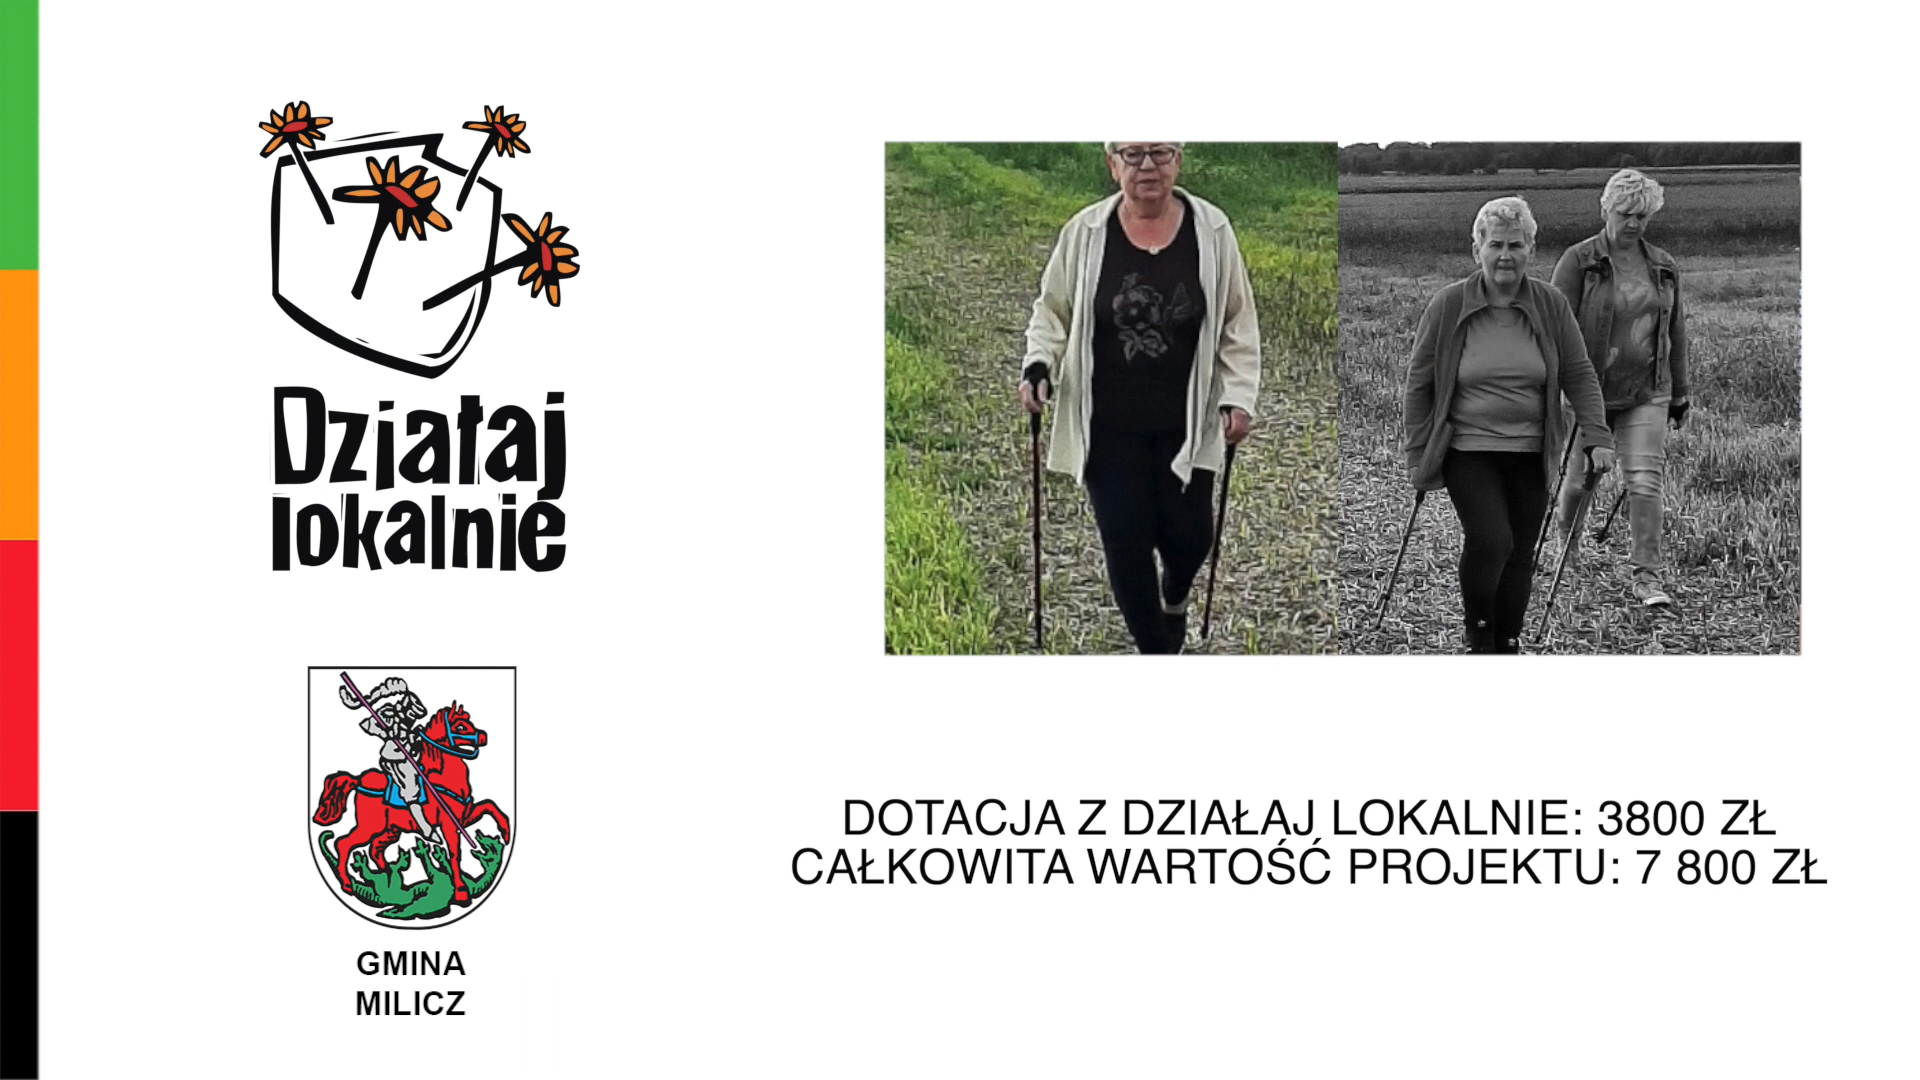 Działaj
lokalnie
GMINA
MILICZ
DOTACJA Z DZIAŁAJ LOKALNIE: 3800 ZŁ
CAŁKOWITA WARTOŚĆ PROJEKTU: 7 800 ZŁ